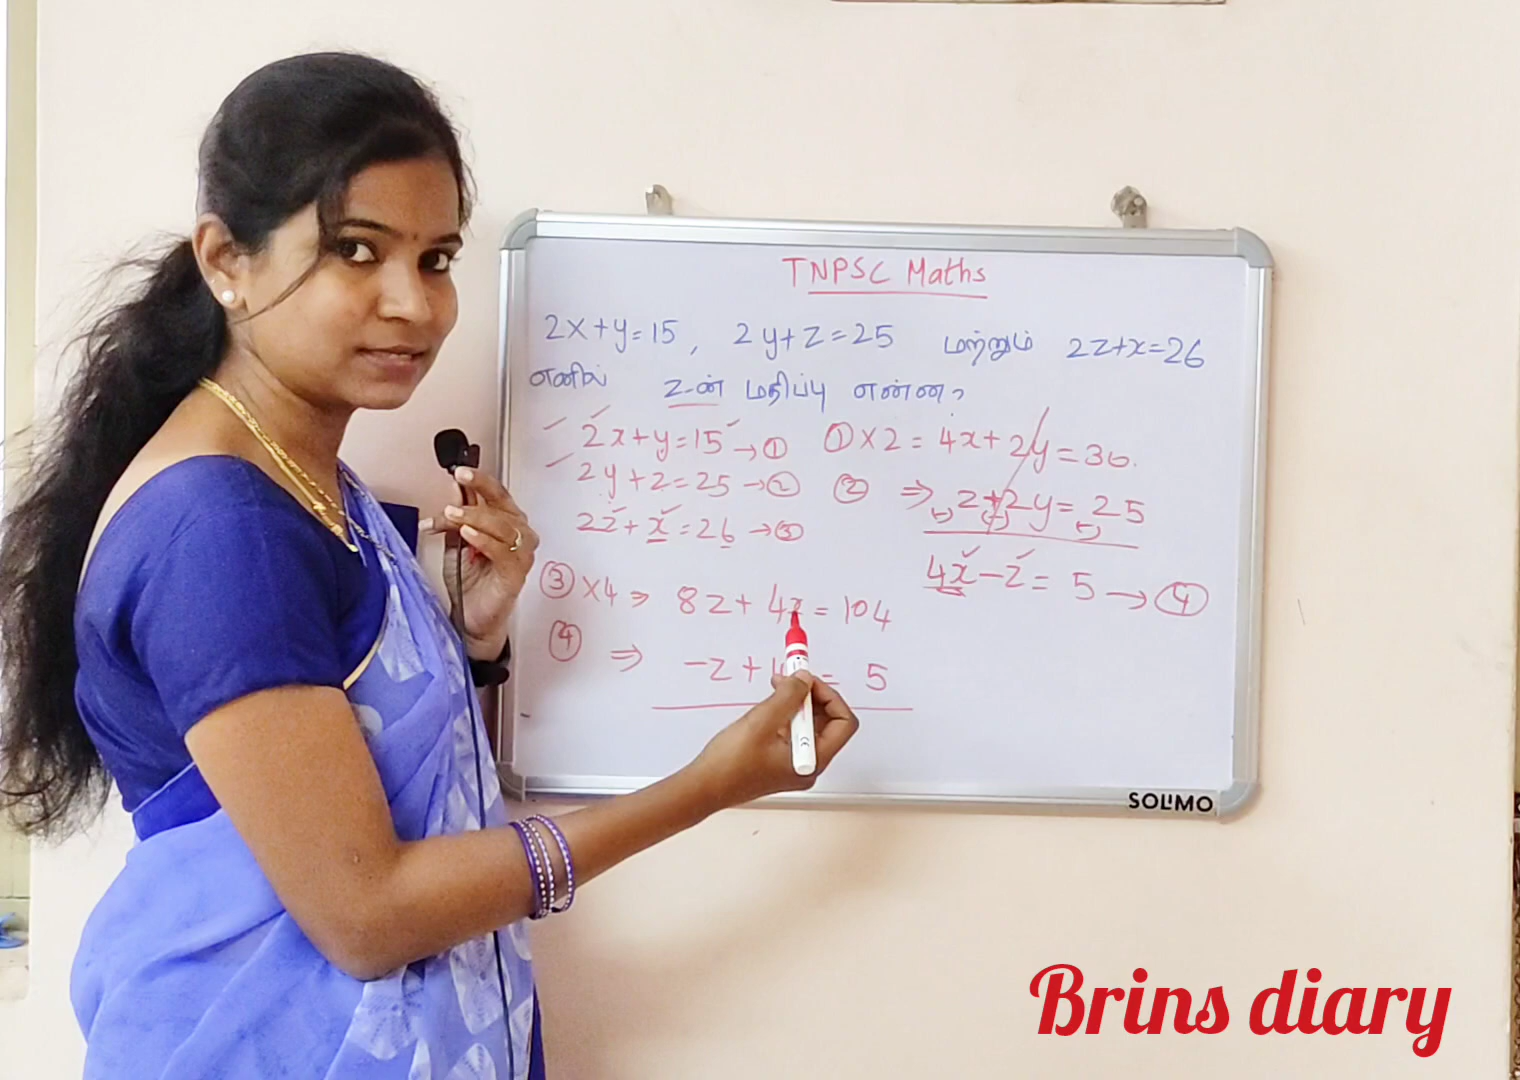 TNPSC Maths
2x+y=15, 2y+z=25 மற்றும் 2z+x=26
எனில் z-ன் மதிப்பு என்ன?
2x+y=15 →①
2y+z=25 →②
2z+x=26 →③
①×2 = 4x+2y=30.
② ⇒ z+2y=25
(-) (-) (-)
4x-z=5 →④
③×4 ⇒ 8z+4x=104
④ ⇒ -z+4 = 5
SOLIMO
Brins diary